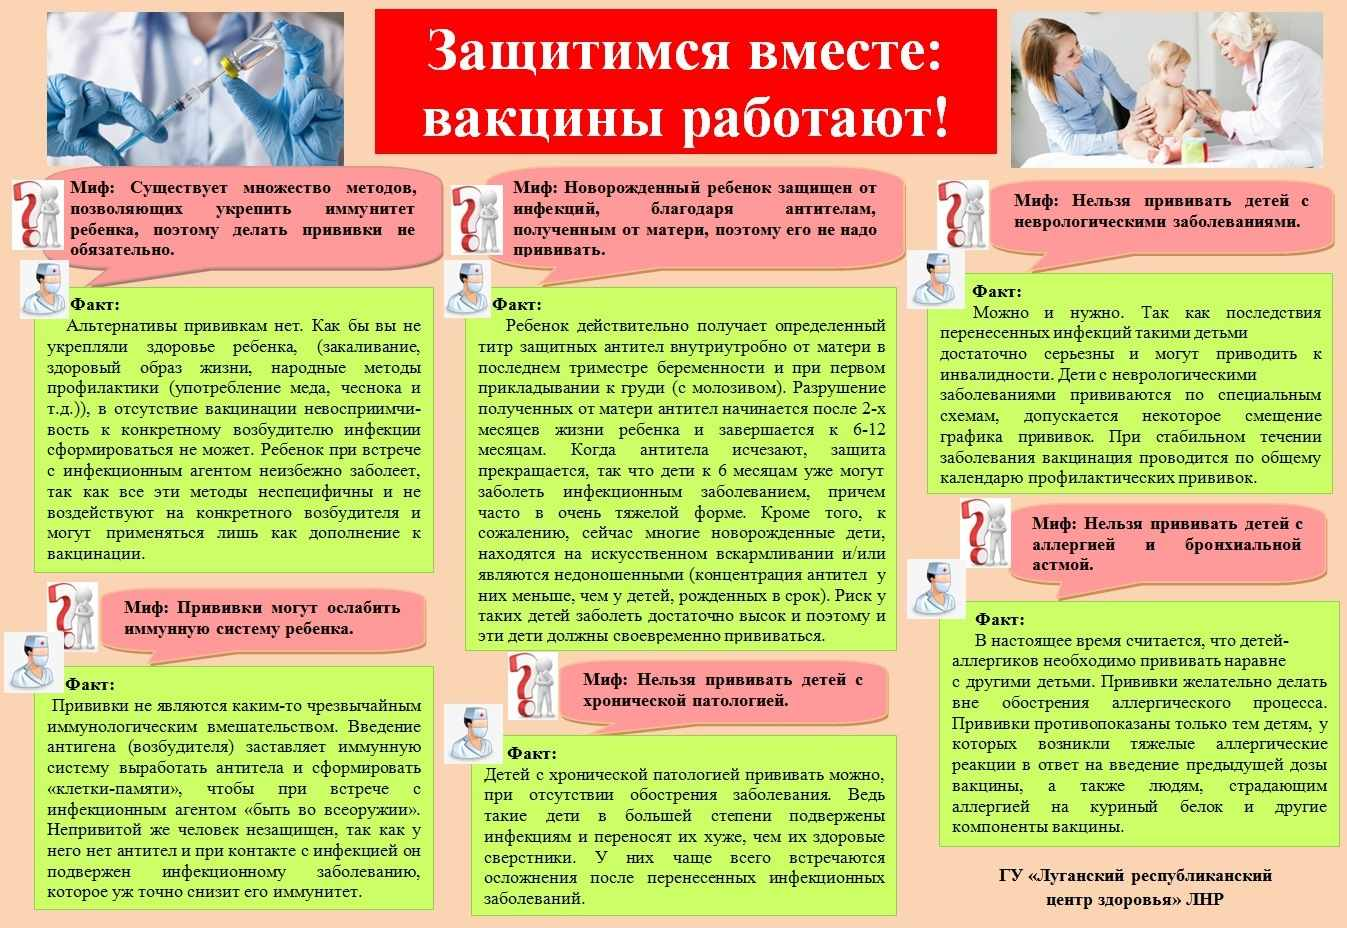 Защитимся вместе:
вакцины работают!
Миф: Существует множество методов,
позволяющих укрепить иммунитет
ребенка, поэтому делать прививки не
обязательно.
Факт:
Альтернативы прививкам нет. Как бы вы не
укрепляли здоровье ребенка, (закаливание,
здоровый образ жизни, народные методы
профилактики (употребление меда, чеснока и
т.д.)), в отсутствие вакцинации невосприимчи-
вость к конкретному возбудителю инфекции
сформироваться не может. Ребенок при встрече
с инфекционным агентом неизбежно заболеет,
так как все эти методы неспецифичны и не
воздействуют на конкретного возбудителя и
могут применяться лишь как дополнение к
вакцинации.
Миф: Прививки могут ослабить
иммунную систему ребенка.
Факт:
Прививки не являются каким-то чрезвычайным
иммунологическим вмешательством. Введение
антигена (возбудителя) заставляет иммунную
систему выработать антитела и сформировать
«клетки-памяти», чтобы при встрече с
инфекционным агентом «быть во всеоружии».
Непривитой же человек незащищен, так как у
него нет антител и при контакте с инфекцией он
подвержен инфекционному заболеванию,
которое уж точно снизит его иммунитет.
Миф: Новорожденный ребенок защищен от
инфекций, благодаря антителам,
полученным от матери, поэтому его не надо
прививать.
Факт:
Ребенок действительно получает определенный
титр защитных антител внутриутробно от матери в
последнем триместре беременности и при первом
прикладывании к груди (с молозивом). Разрушение
полученных от матери антител начинается после 2-х
месяцев жизни ребенка и завершается к 6-12
месяцам. Когда антитела исчезают, защита
прекращается, так что дети к 6 месяцам уже могут
заболеть инфекционным заболеванием, причем
часто в очень тяжелой форме. Кроме того, к
сожалению, сейчас многие новорожденные дети,
находятся на искусственном вскармливании и/или
являются недоношенными (концентрация антител у
них меньше, чем у детей, рожденных в срок). Риск у
таких детей заболеть достаточно высок и поэтому и
эти дети должны своевременно прививаться.
Миф: Нельзя прививать детей с
хронической патологией.
Факт:
Детей с хронической патологией прививать можно,
при отсутствии обострения заболевания. Ведь
такие дети в большей степени подвержены
инфекциям и переносят их хуже, чем их здоровые
сверстники. У них чаще всего встречаются
осложнения после перенесенных инфекционных
заболеваний.
Миф: Нельзя прививать детей с
неврологическими заболеваниями.
Факт:
Можно и нужно. Так как последствия
перенесенных инфекций такими детьми
достаточно серьезны и могут приводить к
инвалидности. Дети с неврологическими
заболеваниями прививаются по специальным
схемам, допускается некоторое смещение
графика прививок. При стабильном течении
заболевания вакцинация проводится по общему
календарю профилактических прививок.
Миф: Нельзя прививать детей с
аллергией и бронхиальной
астмой.
Факт:
В настоящее время считается, что детей-
аллергиков необходимо прививать наравне
с другими детьми. Прививки желательно делать
вне обострения аллергического процесса.
Прививки противопоказаны только тем детям, у
которых возникли тяжелые аллергические
реакции в ответ на введение предыдущей дозы
вакцины, а также людям, страдающим
аллергией на куриный белок и другие
компоненты вакцины.
ГУ «Луганский республиканский
центр здоровья» ЛНР